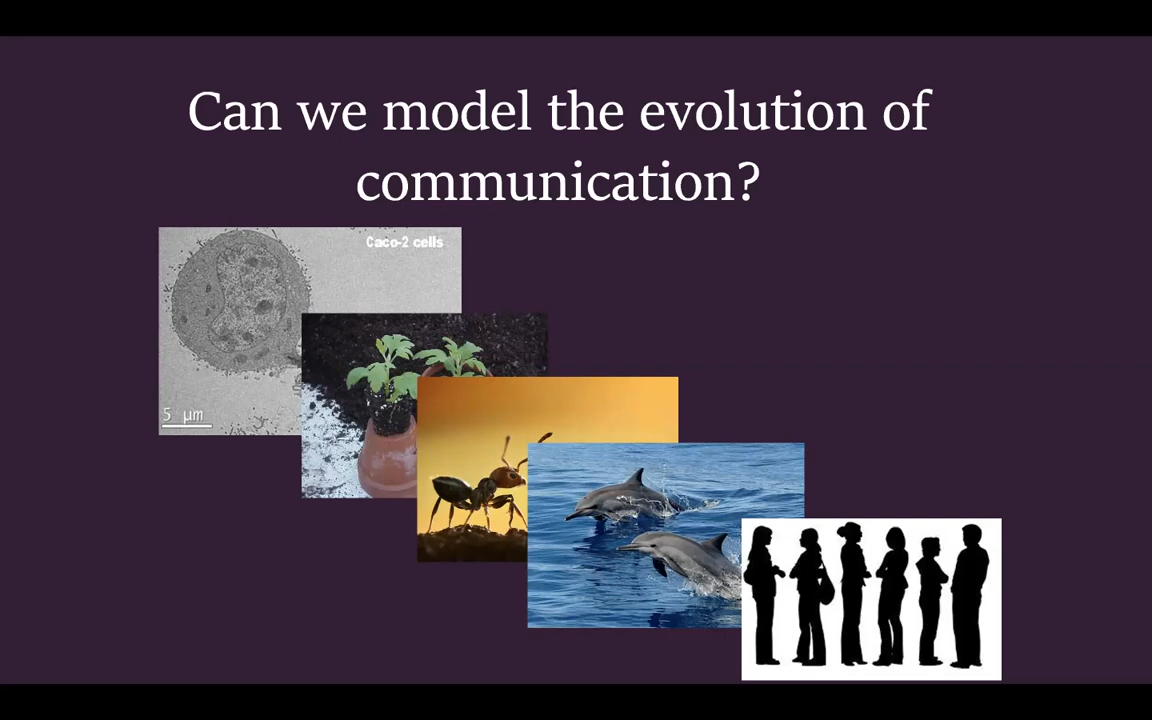 Can we model the evolution of
communication?
Caco-2 cells
5 μm